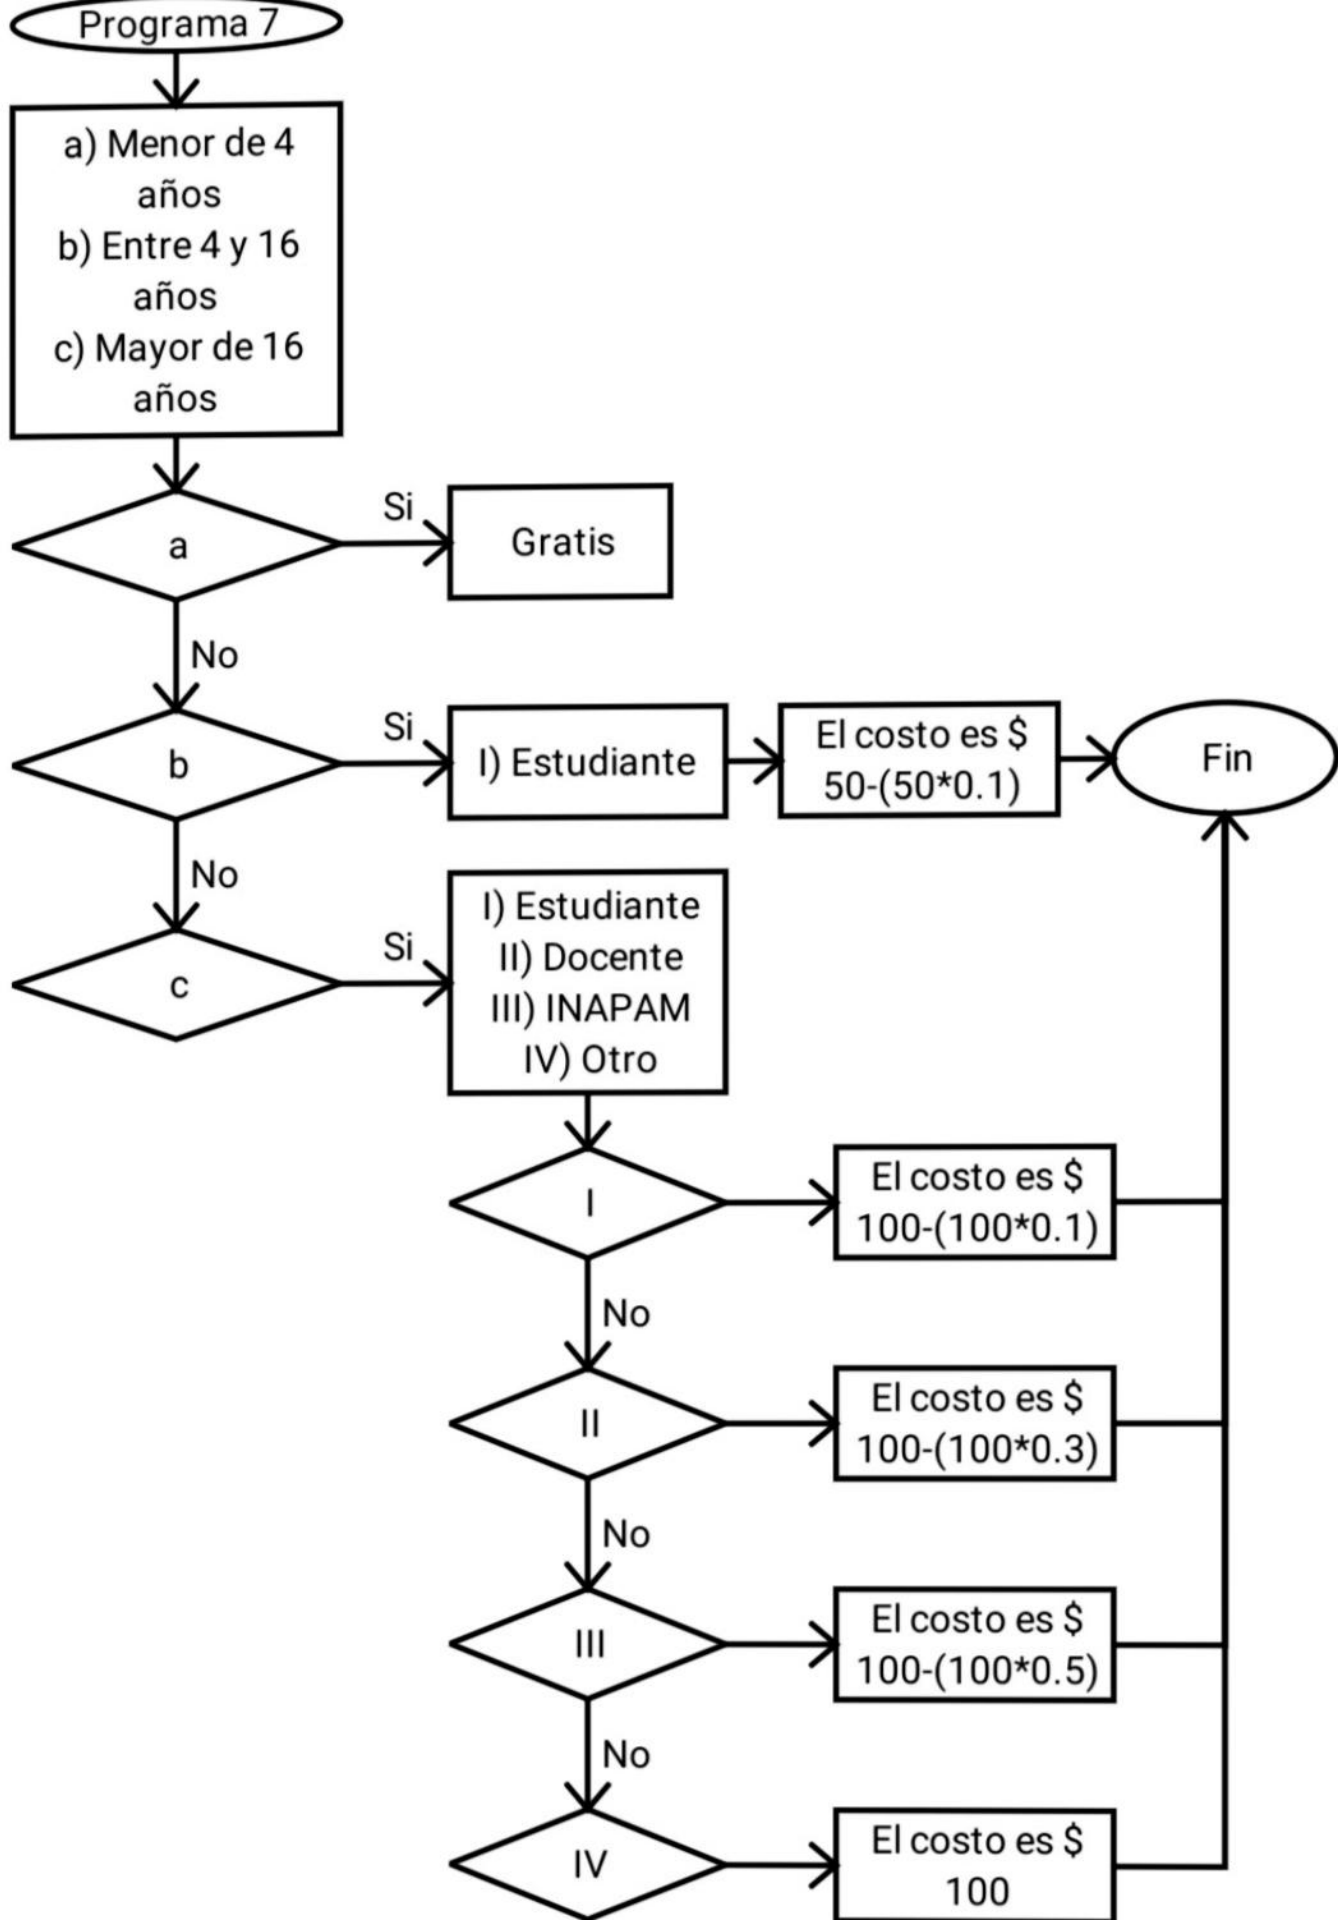 Programa 7
a) Menor de 4
años
b) Entre 4 y 16
años
c) Mayor de 16
años
a
Si
Gratis
No
b
Si
I) Estudiante
El costo es $
50-(50*0.1)
Fin
No
c
Si
I) Estudiante
II) Docente
III) INAPAM
IV) Otro
I
El costo es $
100-(100*0.1)
No
II
El costo es $
100-(100*0.3)
No
III
El costo es $
100-(100*0.5)
No
IV
El costo es $
100